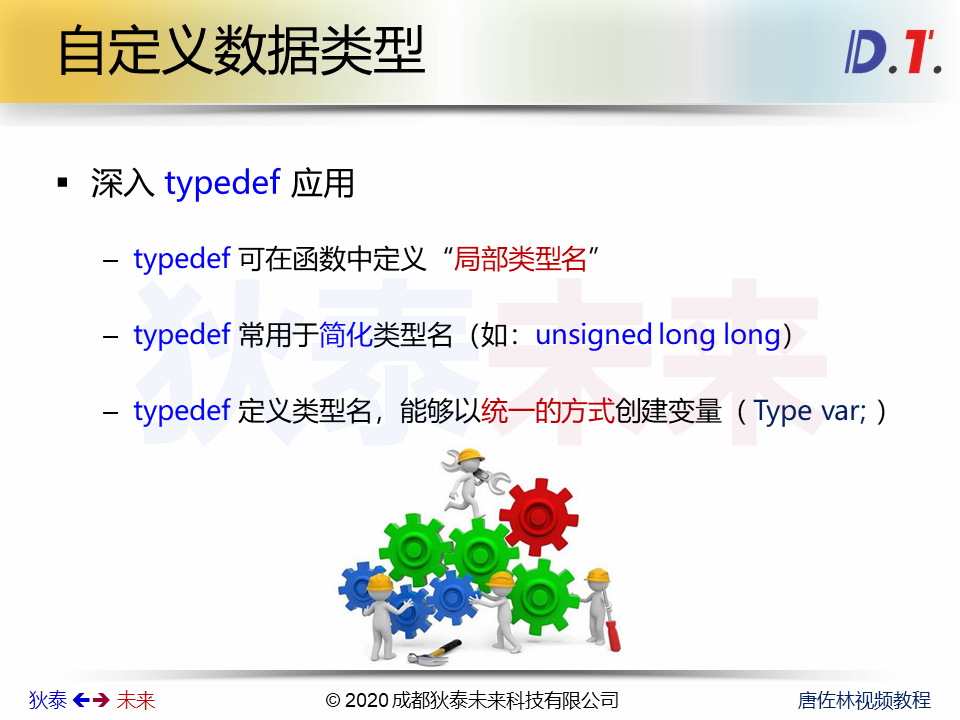 自定义数据类型
D.T.
▪ 深入 typedef 应用
– typedef 可在函数中定义“局部类型名”
– typedef 常用于简化类型名（如：unsigned long long）
– typedef 定义类型名，能够以统一的方式创建变量（ Type var; ）
狄泰未来
狄泰 未来
© 2020 成都狄泰未来科技有限公司
唐佐林视频教程